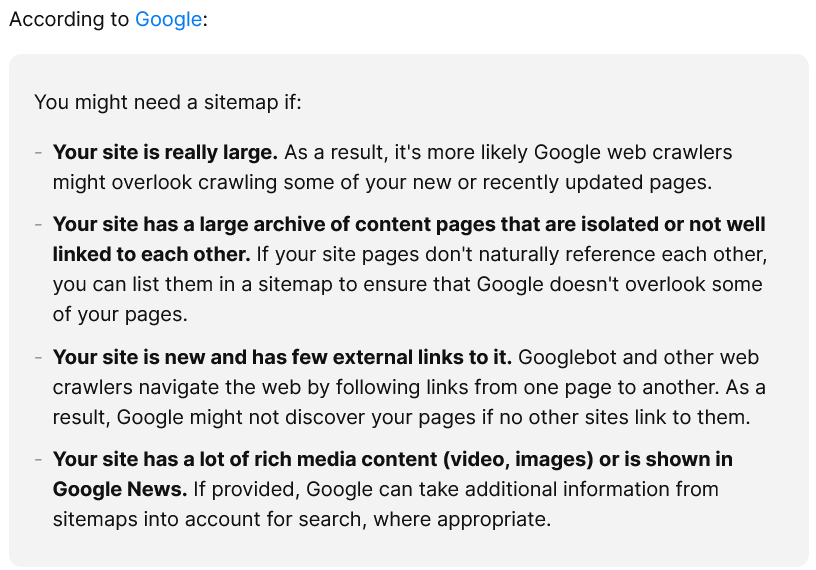 According to Google:
You might need a sitemap if:
- Your site is really large. As a result, it's more likely Google web crawlers
might overlook crawling some of your new or recently updated pages.
- Your site has a large archive of content pages that are isolated or not well
linked to each other. If your site pages don't naturally reference each other,
you can list them in a sitemap to ensure that Google doesn't overlook some
of your pages.
- Your site is new and has few external links to it. Googlebot and other web
crawlers navigate the web by following links from one page to another. As a
result, Google might not discover your pages if no other sites link to them.
- Your site has a lot of rich media content (video, images) or is shown in
Google News. If provided, Google can take additional information from
sitemaps into account for search, where appropriate.